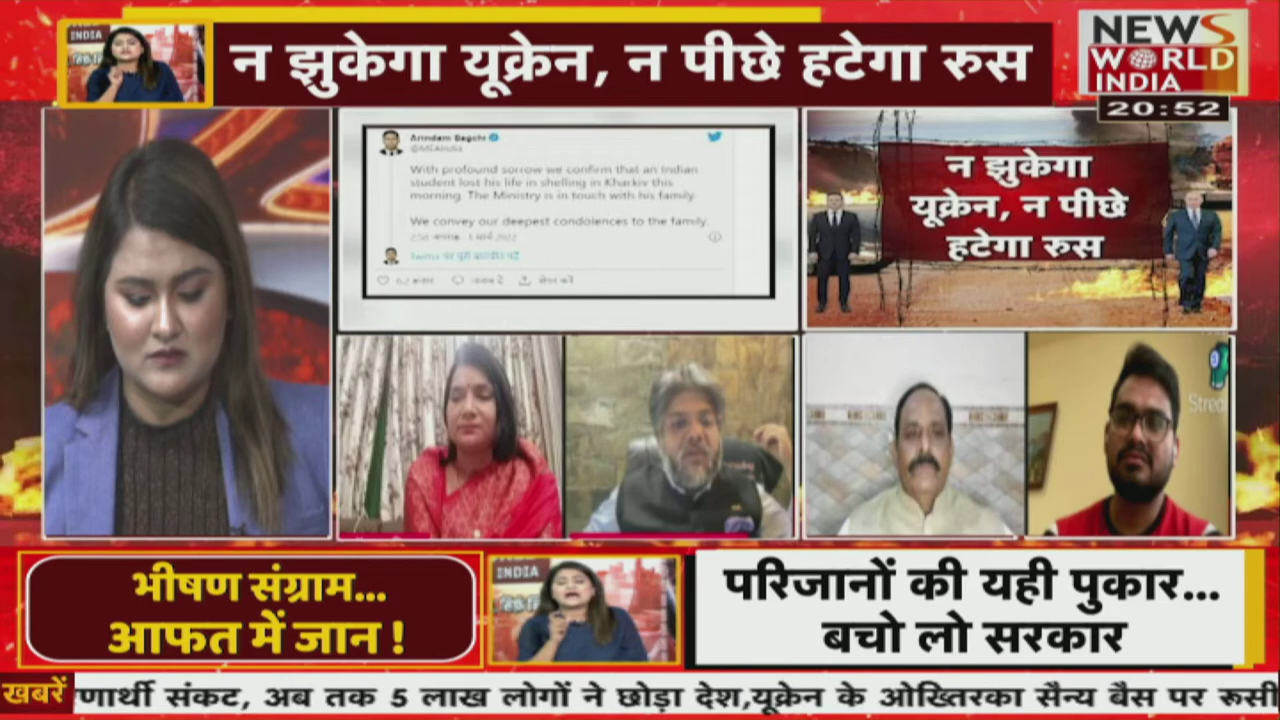 INDIA
न झुकेगा यूक्रेन, न पीछे हटेगा रुस
NEWS
WORLD
INDIA
20:52
Arindam Bagchi
@MEAIndia
With profound sorrow we confirm that an Indian
student lost his life in shelling in Kharkiv this
morning. The Ministry is in touch with his family.
We convey our deepest condolences to the family.
न झुकेगा
यूक्रेन, न पीछे
हटेगा रुस
Strea
भीषण संग्राम...
आफत में जान !
INDIA
परिजानों की यही पुकार...
बचो लो सरकार
खबरें
णार्थी संकट, अब तक 5 लाख लोगों ने छोड़ा देश,यूक्रेन के ओख्तिरका सैन्य बैस पर रूसी